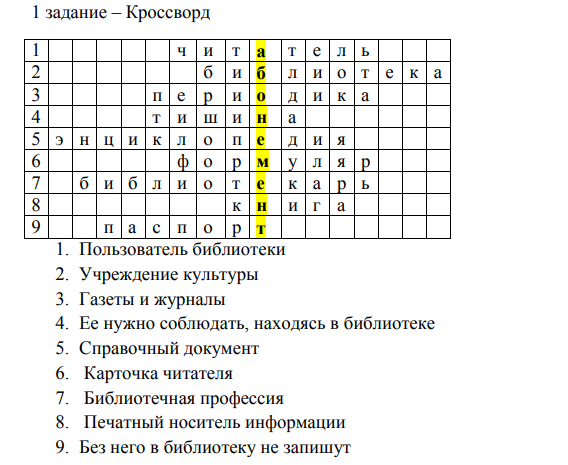 1 задание – Кроссворд
1 ч и т а т е л ь
2 б и б л и о т е к а
3 п е р и о д и к а
4 т и ш и н а
5 э н ц и к л о п е д и я
6 ф о р м у л я р
7 б и б л и о т е к а р ь
8 к н и г а
9 п а с п о р т
1. Пользователь библиотеки
2. Учреждение культуры
3. Газеты и журналы
4. Ее нужно соблюдать, находясь в библиотеке
5. Справочный документ
6. Карточка читателя
7. Библиотечная профессия
8. Печатный носитель информации
9. Без него в библиотеку не запишут